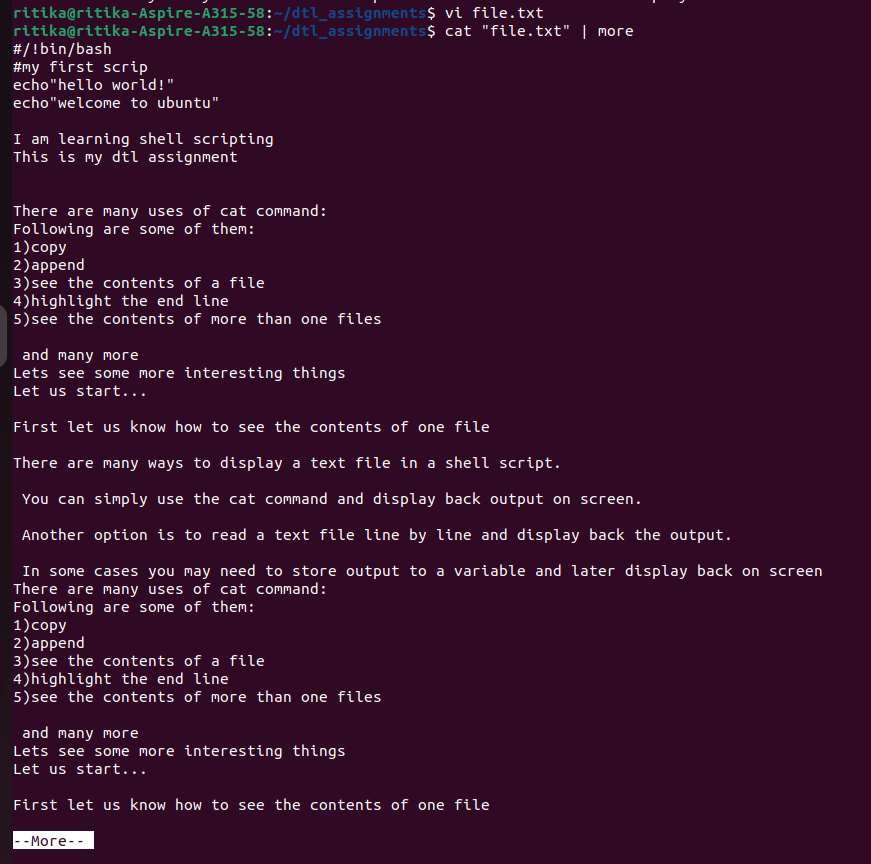 ritika@ritika-Aspire-A315-58:~/dtl_assignments$ vi file.txt
ritika@ritika-Aspire-A315-58:~/dtl_assignments$ cat "file.txt" | more
#/!bin/bash
#my first scrip
echo"hello world!"
echo"welcome to ubuntu"
I am learning shell scripting
This is my dtl assignment
There are many uses of cat command:
Following are some of them:
1)copy
2)append
3)see the contents of a file
4)highlight the end line
5)see the contents of more than one files
and many more
Lets see some more interesting things
Let us start...
First let us know how to see the contents of one file
There are many ways to display a text file in a shell script.
You can simply use the cat command and display back output on screen.
Another option is to read a text file line by line and display back the output.
In some cases you may need to store output to a variable and later display back on screen
There are many uses of cat command:
Following are some of them:
1)copy
2)append
3)see the contents of a file
4)highlight the end line
5)see the contents of more than one files
and many more
Lets see some more interesting things
Let us start...
First let us know how to see the contents of one file
--More--